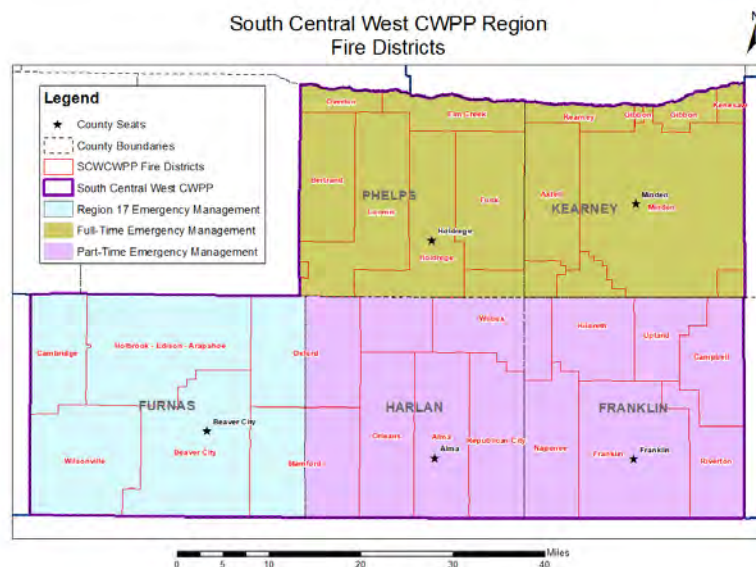 South Central West CWPP Region
Fire Districts
N
Legend
County Seats
County Boundaries
SCWCWPP Fire Districts
South Central West CWPP
Region 17 Emergency Management
Full-Time Emergency Management
Part-Time Emergency Management
Overton
Elm Creek
Kearney
Gibbon
Gibbon
Kenesaw
Bertrand
PHELPS
Loomis
Funk
Axtell
KEARNEY
Minden
Minden
Holdrege
Holdrege
Cambridge
Holbrook - Edison - Arapahoe
Oxford
Wilcox
Hildreth
Upland
Campbell
FURNAS
HARLAN
FRANKLIN
Beaver City
Beaver City
Wilsonville
Stamford
Orleans
Alma
Alma
Republican City
Naponee
Franklin
Franklin
Riverton
0 5 10 20 30 40 Miles